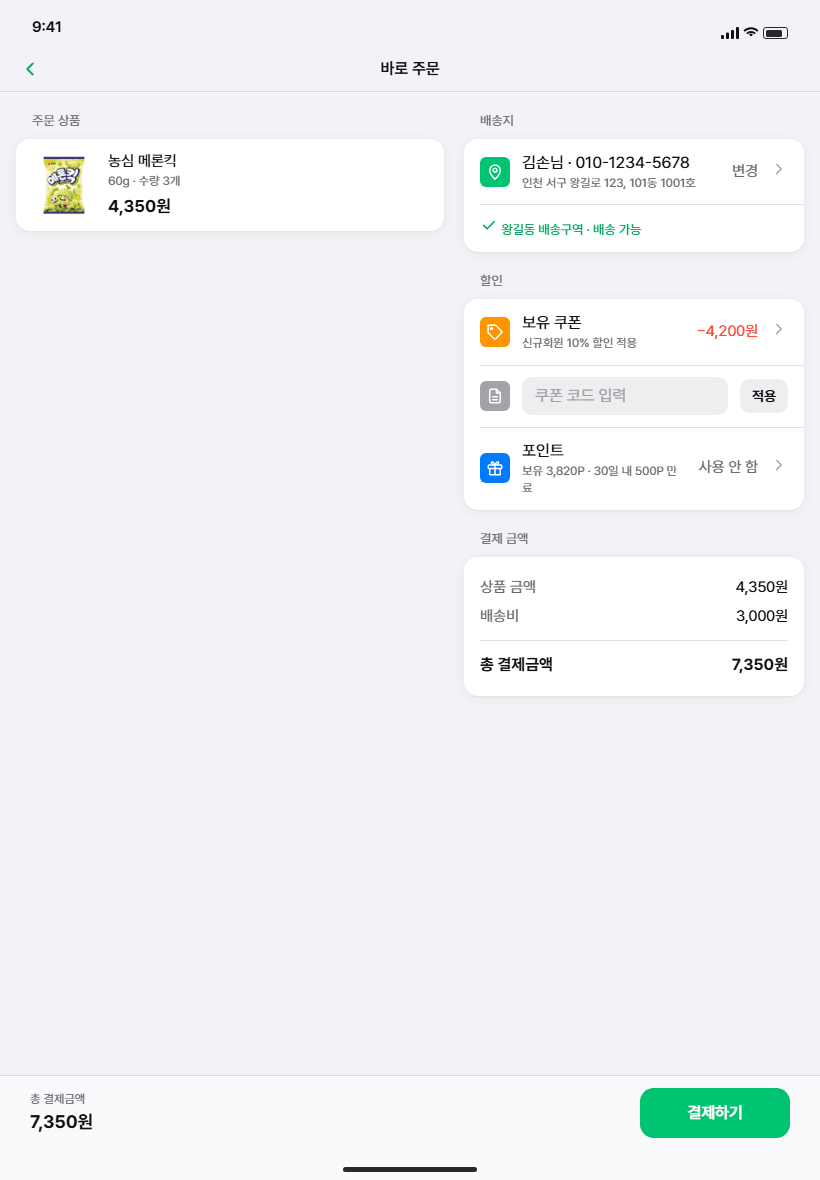 9:41
바로 주문
주문 상품
메론킥
농심 메론킥
60g · 수량 3개
4,350원
배송지
김손님 · 010-1234-5678
인천 서구 왕길로 123, 101동 1001호
변경
왕길동 배송구역 · 배송 가능
할인
보유 쿠폰
신규회원 10% 할인 적용
−4,200원
쿠폰 코드 입력
적용
포인트
보유 3,820P · 30일 내 500P 만
료
사용 안 함
결제 금액
상품 금액
4,350원
배송비
3,000원
총 결제금액
7,350원
총 결제금액
7,350원
결제하기